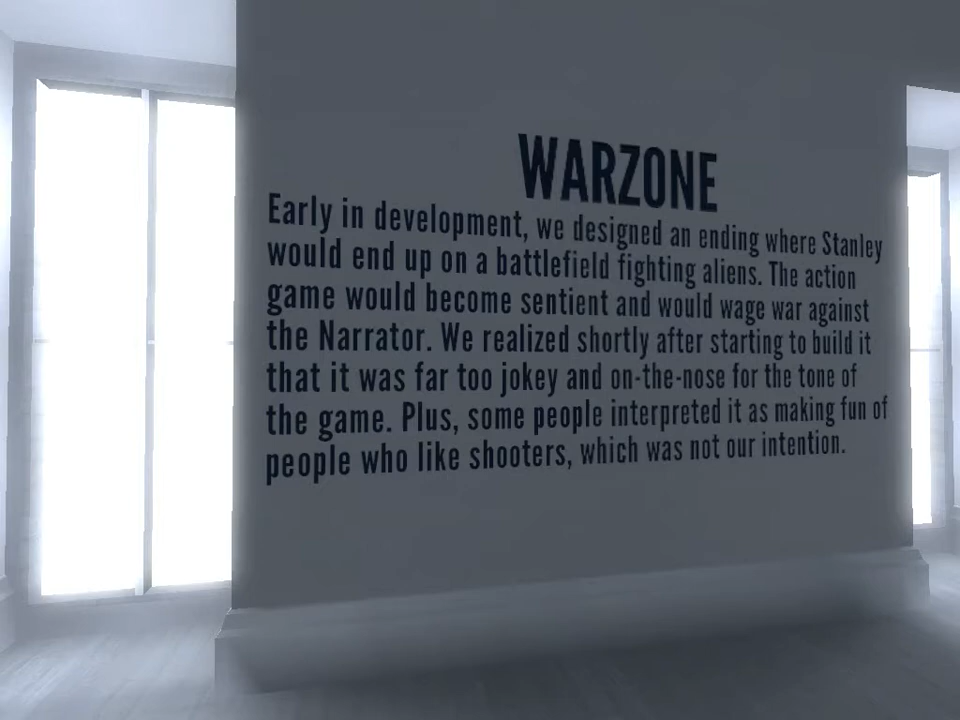 WARZONE
Early in development, we designed an ending where Stanley
would end up on a battlefield fighting aliens. The action
game would become sentient and would wage war against
the Narrator. We realized shortly after starting to build it
that it was far too jokey and on-the-nose for the tone of
the game. Plus, some people interpreted it as making fun of
people who like shooters, which was not our intention.